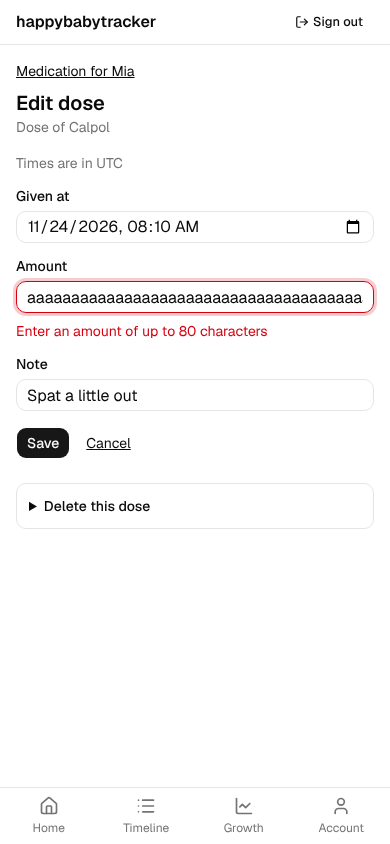 happybabytracker
Sign out
Medication for Mia
Edit dose
Dose of Calpol
Times are in UTC
Given at
11/24/2026, 08:10 AM
Amount
aaaaaaaaaaaaaaaaaaaaaaaaaaaaaaaaaaaaaa
Enter an amount of up to 80 characters
Note
Spat a little out
Save
Cancel
Delete this dose
Home
Timeline
Growth
Account